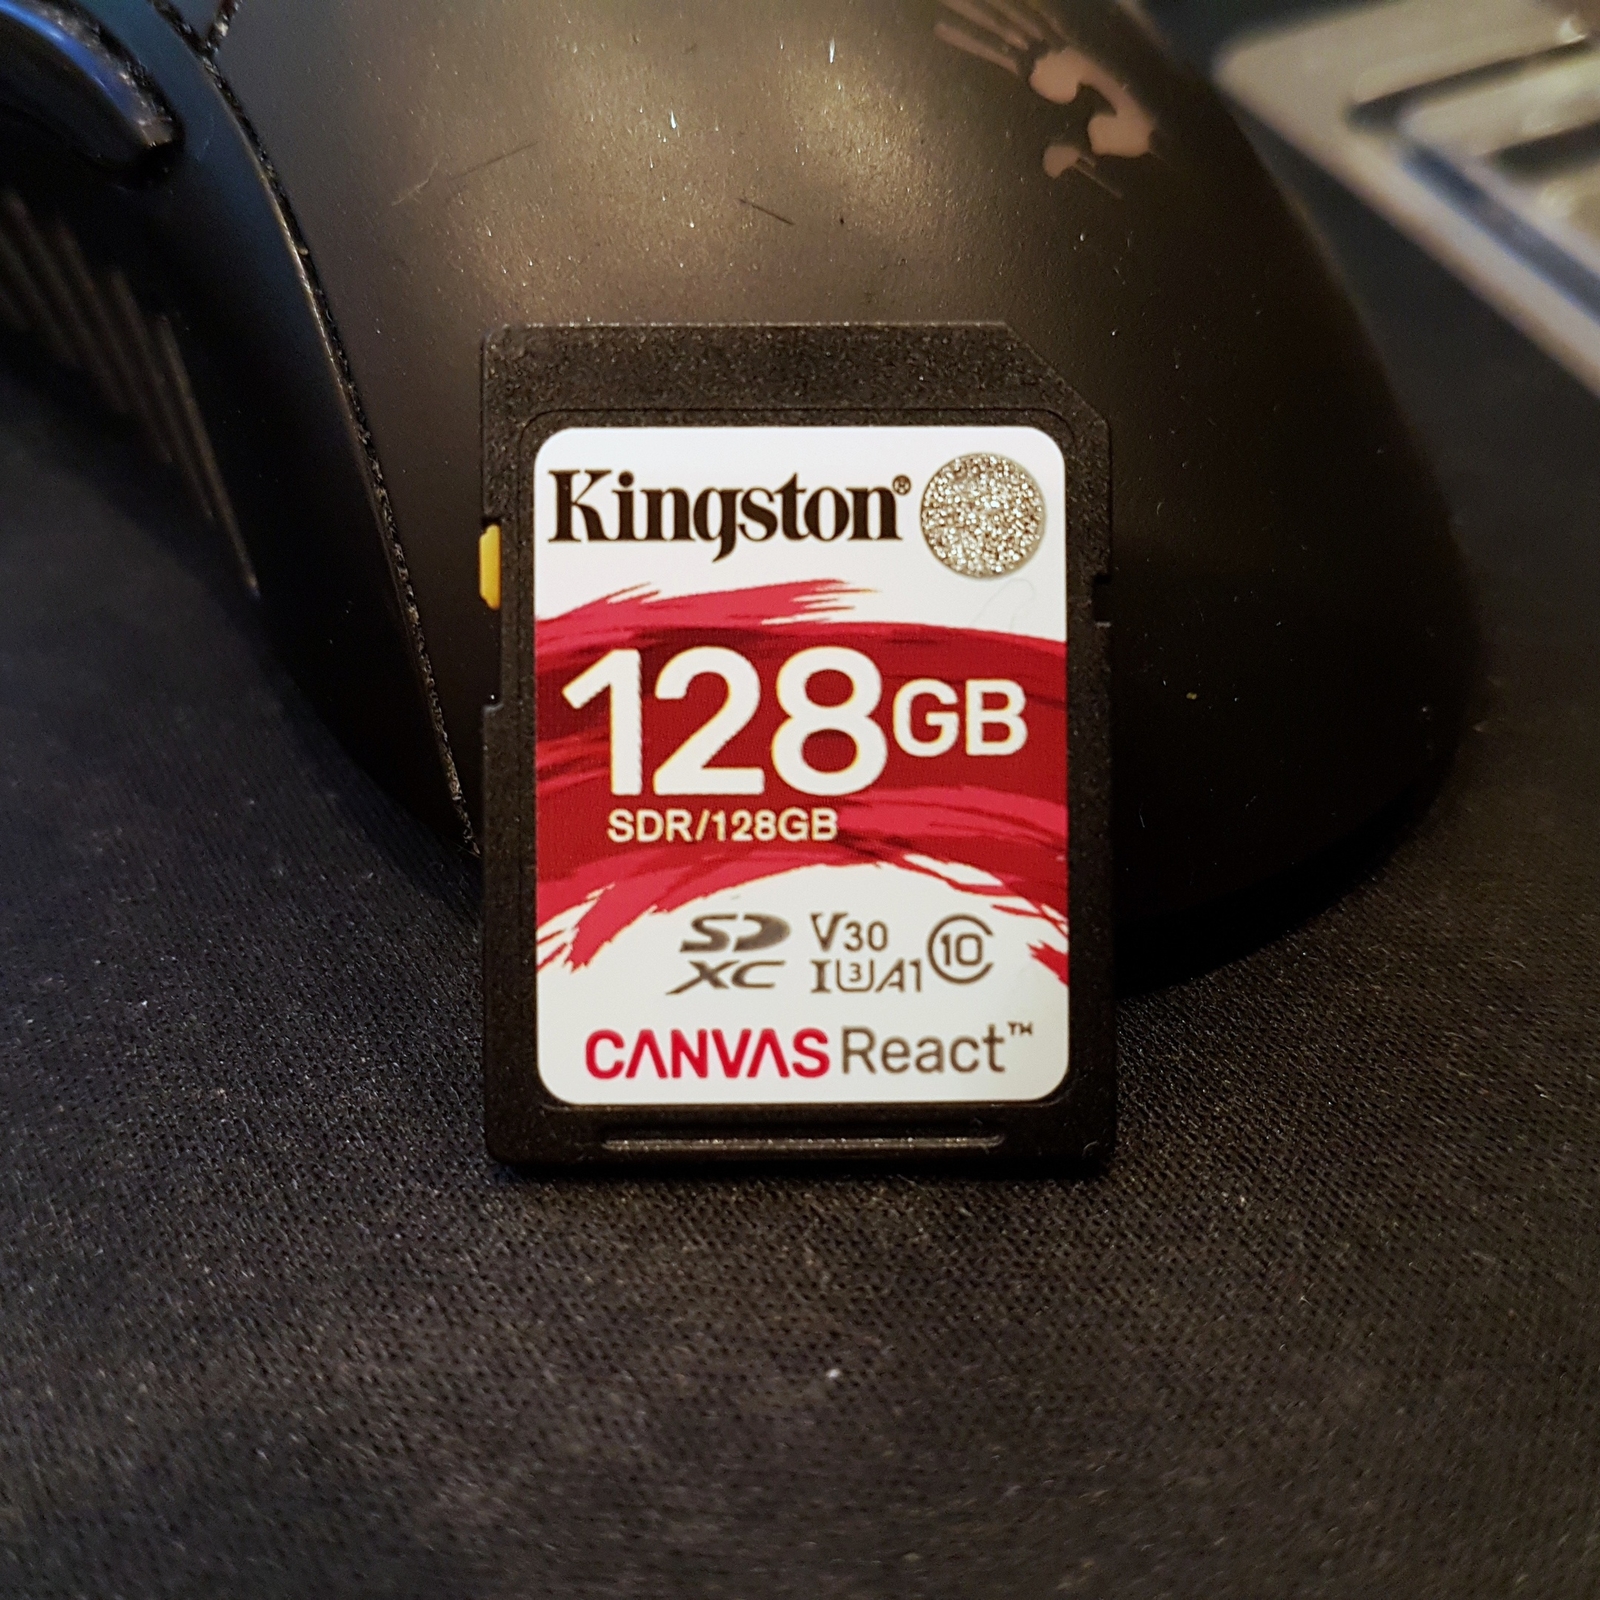 Kingston®
128GB
SDR/128GB
SD XC V30 I U3 A1 10
CANVAS React™